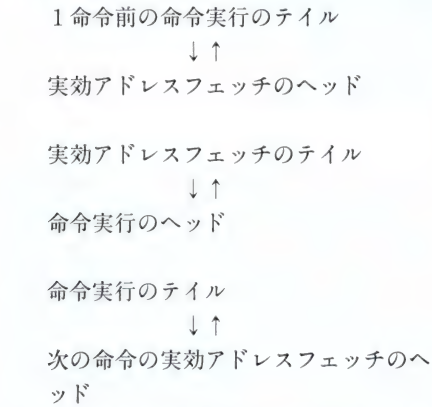 １命令前の命令実行のテイル
↓↑
実効アドレスフェッチのヘッド
実効アドレスフェッチのテイル
↓↑
命令実行のヘッド
命令実行のテイル
↓↑
次の命令の実効アドレスフェッチのヘ
ッド